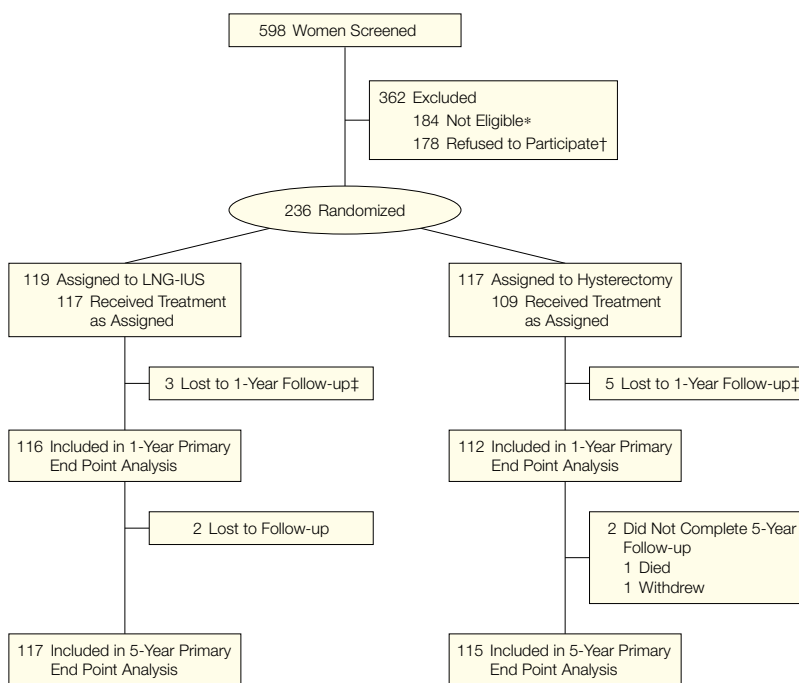 598 Women Screened
362 Excluded
184 Not Eligible*
178 Refused to Participate†
236 Randomized
119 Assigned to LNG-IUS
117 Received Treatment
as Assigned
117 Assigned to Hysterectomy
109 Received Treatment
as Assigned
3 Lost to 1-Year Follow-up‡
5 Lost to 1-Year Follow-up‡
116 Included in 1-Year Primary
End Point Analysis
112 Included in 1-Year Primary
End Point Analysis
2 Lost to Follow-up
2 Did Not Complete 5-Year
Follow-up
1 Died
1 Withdrew
117 Included in 5-Year Primary
End Point Analysis
115 Included in 5-Year Primary
End Point Analysis